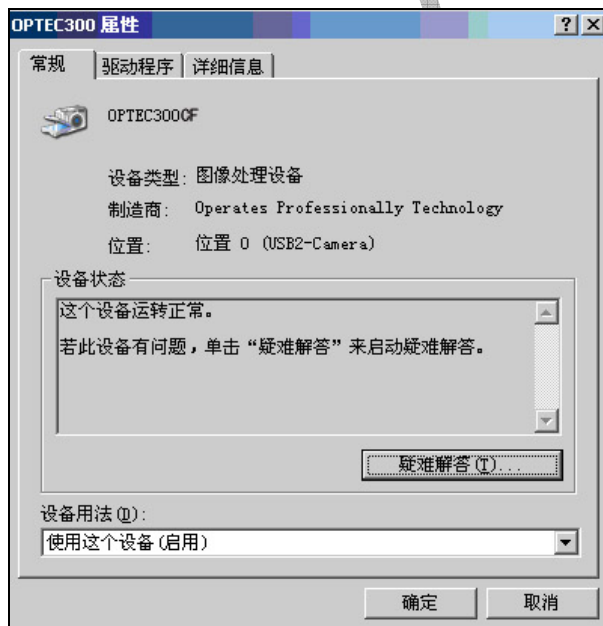 OPTEC300 属性
常规 驱动程序 详细信息
OPTEC300CF
设备类型: 图像处理设备
制造商: Operates Professionally Technology
位置: 位置 0 (USB2-Camera)
设备状态
这个设备运转正常。
若此设备有问题，单击“疑难解答”来启动疑难解答。
疑难解答(T)...
设备用法(D):
使用这个设备(启用)
确定 取消